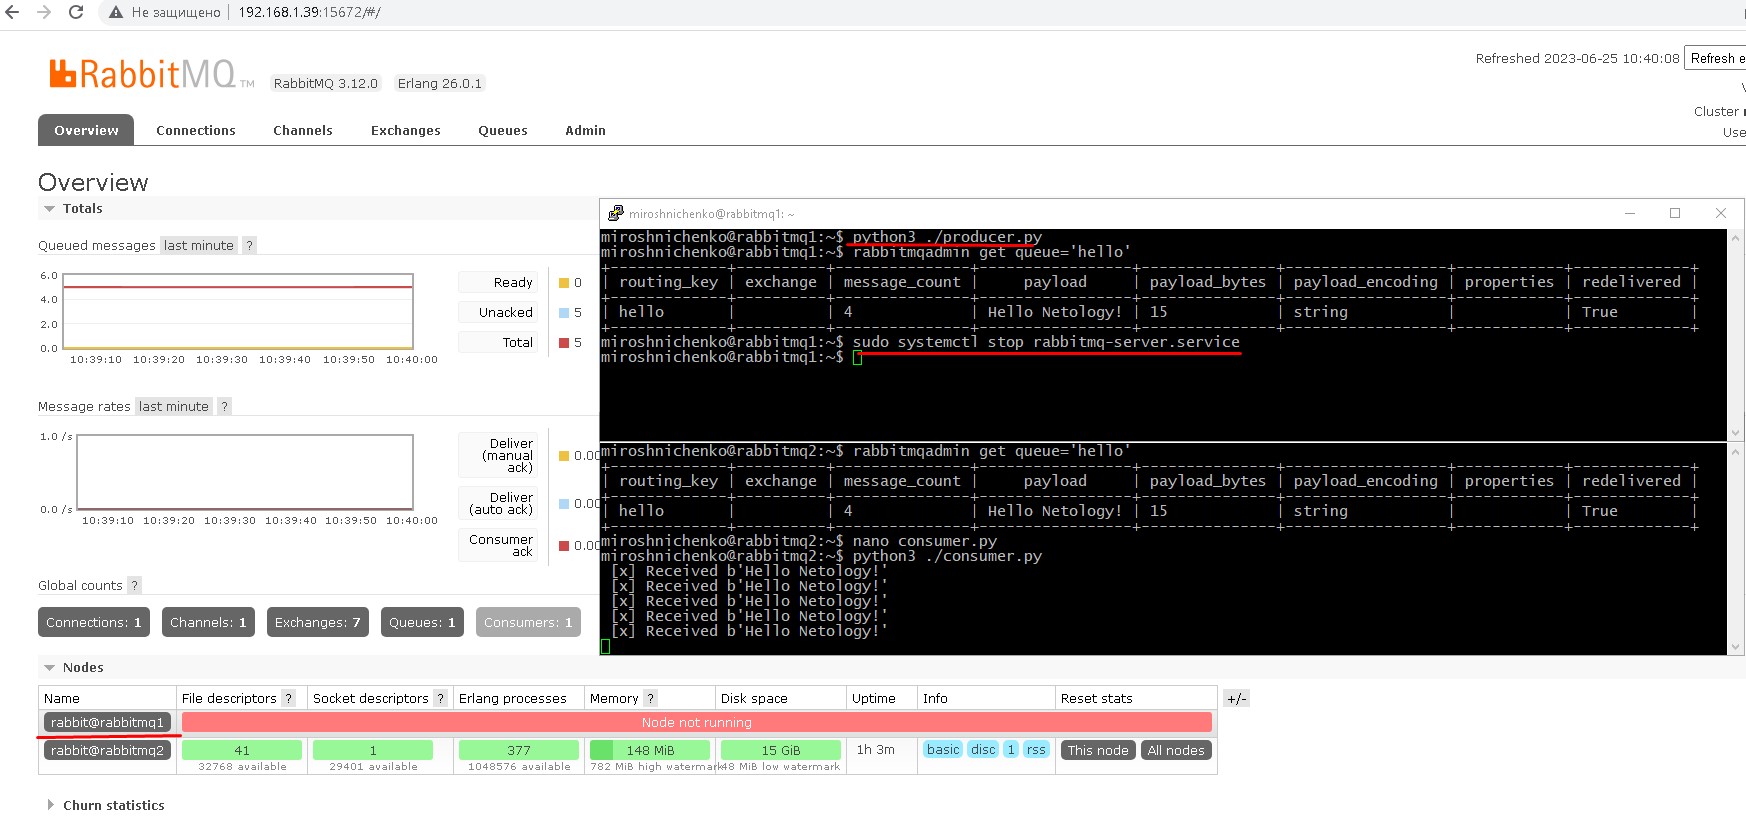 Не защищено 192.168.1.39:15672/#/
RabbitMQ TM RabbitMQ 3.12.0 Erlang 26.0.1
Refreshed 2023-06-25 10:40:08 Refresh e
Cluster
Use
Overview Connections Channels Exchanges Queues Admin
Overview
Totals
Queued messages last minute ?
6.0
4.0
2.0
0.0
10:39:10 10:39:20 10:39:30 10:39:40 10:39:50 10:40:00
Ready 0
Unacked 5
Total 5
Message rates last minute ?
1.0 /s
0.0 /s
10:39:10 10:39:20 10:39:30 10:39:40 10:39:50 10:40:00
Deliver
(manual
ack)
0.00
Deliver
(auto ack)
0.00
Consumer
ack
0.00
Global counts ?
Connections: 1 Channels: 1 Exchanges: 7 Queues: 1 Consumers: 1
miroshnichenko@rabbitmq1: ~
miroshnichenko@rabbitmq1:~$ python3 ./producer.py
miroshnichenko@rabbitmq1:~$ rabbitmqadmin get queue='hello'
| routing_key | exchange | message_count | payload | payload_bytes | payload_encoding | properties | redelivered |
| hello | | 4 | Hello Netology! | 15 | string | | True |
miroshnichenko@rabbitmq1:~$ sudo systemctl stop rabbitmq-server.service
miroshnichenko@rabbitmq1:~$
miroshnichenko@rabbitmq2:~$ rabbitmqadmin get queue='hello'
| routing_key | exchange | message_count | payload | payload_bytes | payload_encoding | properties | redelivered |
| hello | | 4 | Hello Netology! | 15 | string | | True |
miroshnichenko@rabbitmq2:~$ nano consumer.py
miroshnichenko@rabbitmq2:~$ python3 ./consumer.py
[x] Received b'Hello Netology!'
[x] Received b'Hello Netology!'
[x] Received b'Hello Netology!'
[x] Received b'Hello Netology!'
[x] Received b'Hello Netology!'
Nodes
Name File descriptors ? Socket descriptors ? Erlang processes Memory ? Disk space Uptime Info Reset stats +/-
rabbit@rabbitmq1 Node not running
rabbit@rabbitmq2 41 1 377 148 MiB 15 GiB 1h 3m basic disc 1 rss This node All nodes
32768 available 29401 available 1048576 available 782 MiB high watermark 48 MiB low watermark
Churn statistics